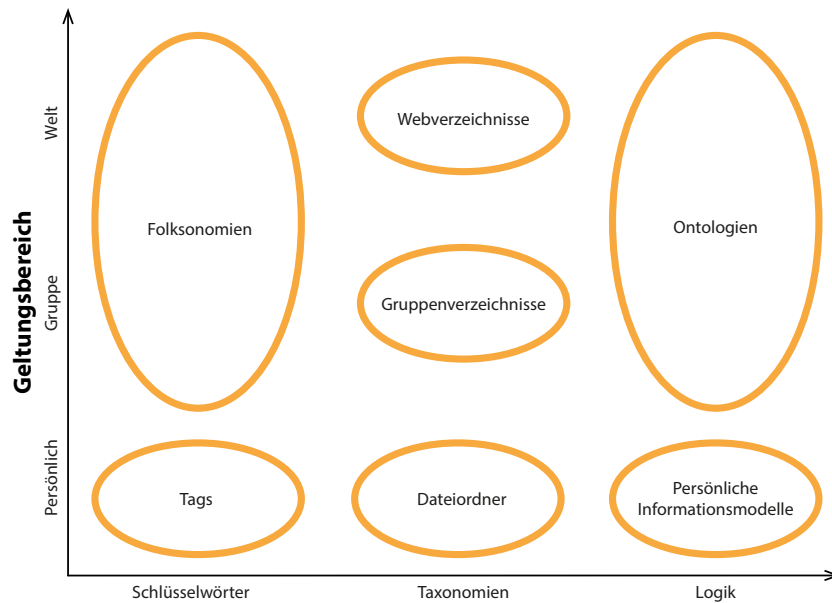 Geltungsbereich
Welt
Gruppe
Persönlich
Webverzeichnisse
Folksonomien
Ontologien
Gruppenverzeichnisse
Tags
Dateiordner
Persönliche
Informationsmodelle
Schlüsselwörter
Taxonomien
Logik